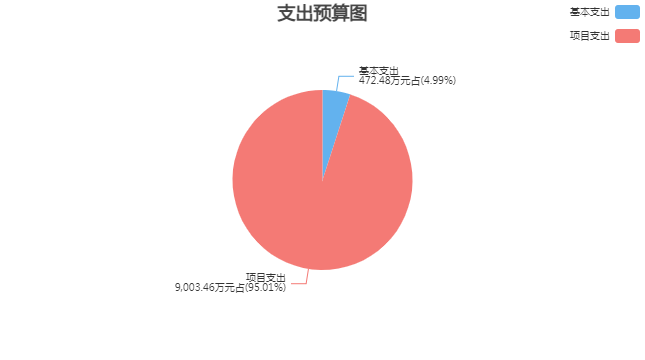 支出预算图
基本支出
项目支出
基本支出
472.48万元占(4.99%)
项目支出
9,003.46万元占(95.01%)